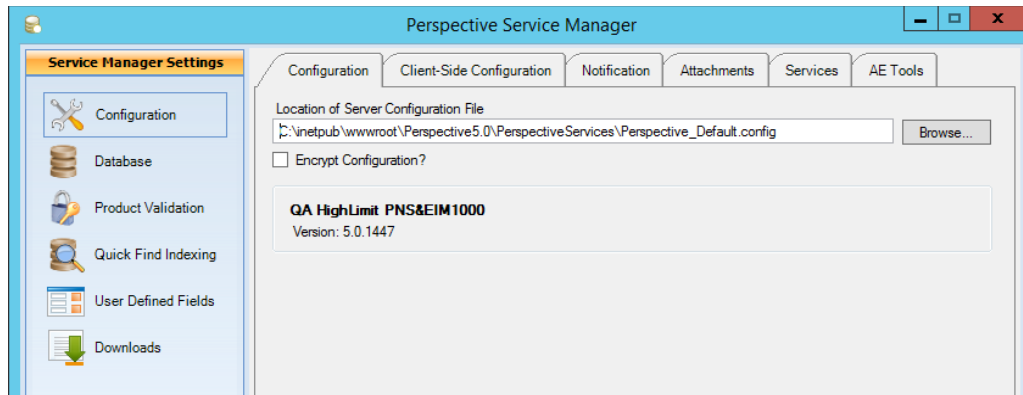 Perspective Service Manager
Service Manager Settings
Configuration
Database
Product Validation
Quick Find Indexing
User Defined Fields
Downloads
Configuration Client-Side Configuration Notification Attachments Services AE Tools
Location of Server Configuration File
C:\inetpub\wwwroot\Perspective5.0\PerspectiveServices\Perspective_Default.config Browse...
Encrypt Configuration?
QA HighLimit PNS&EIM1000
Version: 5.0.1447